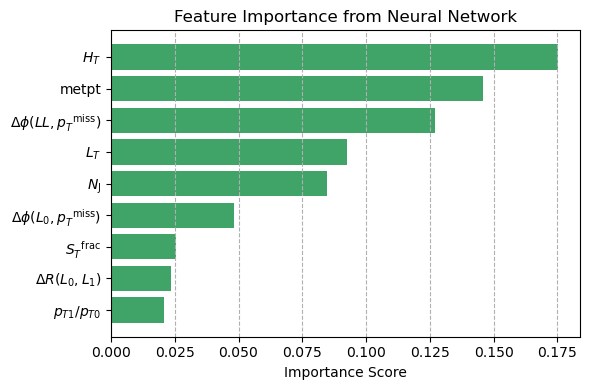 Feature Importance from Neural Network
H_T
metpt
Δϕ(LL, p_T^miss)
L_T
N_J
Δϕ(L_0, p_T^miss)
S_T^frac
ΔR(L_0, L_1)
p_T1/p_T0
0.000 0.025 0.050 0.075 0.100 0.125 0.150 0.175
Importance Score